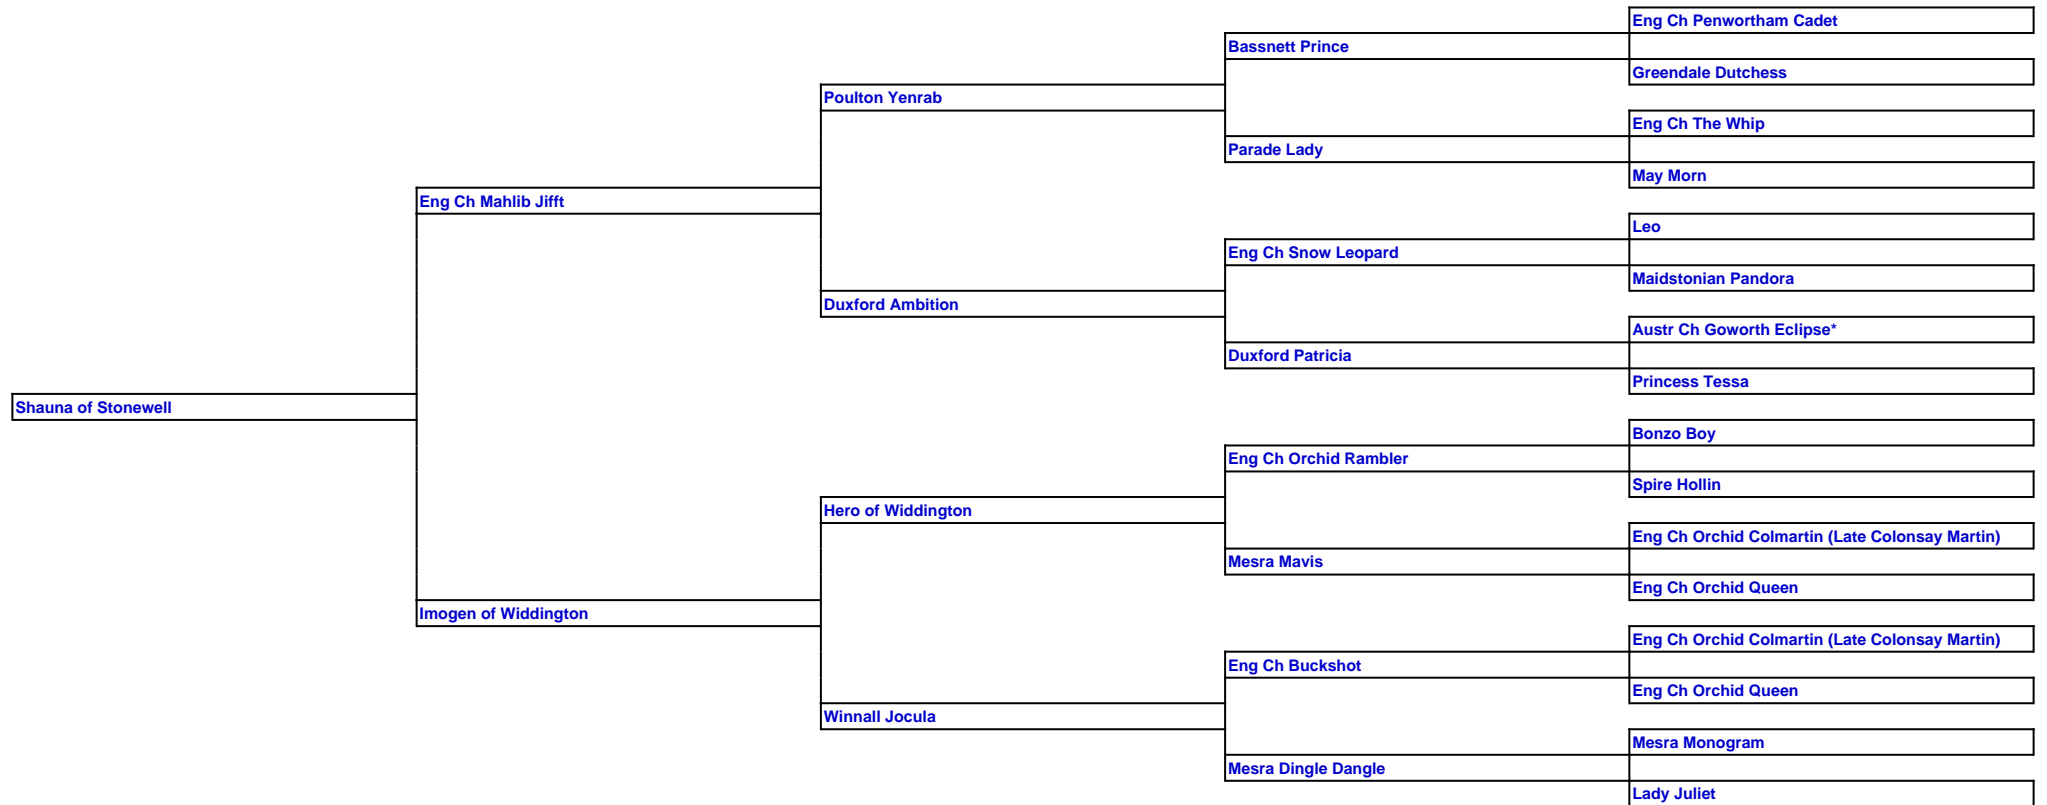 Eng Ch Penwortham Cadet
Bassnett Prince
Greendale Dutchess
Poulton Yenrab
Eng Ch The Whip
Parade Lady
May Morn
Eng Ch Mahlib Jifft
Leo
Eng Ch Snow Leopard
Maidstonian Pandora
Duxford Ambition
Austr Ch Goworth Eclipse*
Duxford Patricia
Princess Tessa
Shauna of Stonewell
Bonzo Boy
Eng Ch Orchid Rambler
Spire Hollin
Hero of Widdington
Eng Ch Orchid Colmartin (Late Colonsay Martin)
Mesra Mavis
Eng Ch Orchid Queen
Imogen of Widdington
Eng Ch Orchid Colmartin (Late Colonsay Martin)
Eng Ch Buckshot
Eng Ch Orchid Queen
Winnall Jocula
Mesra Monogram
Mesra Dingle Dangle
Lady Juliet